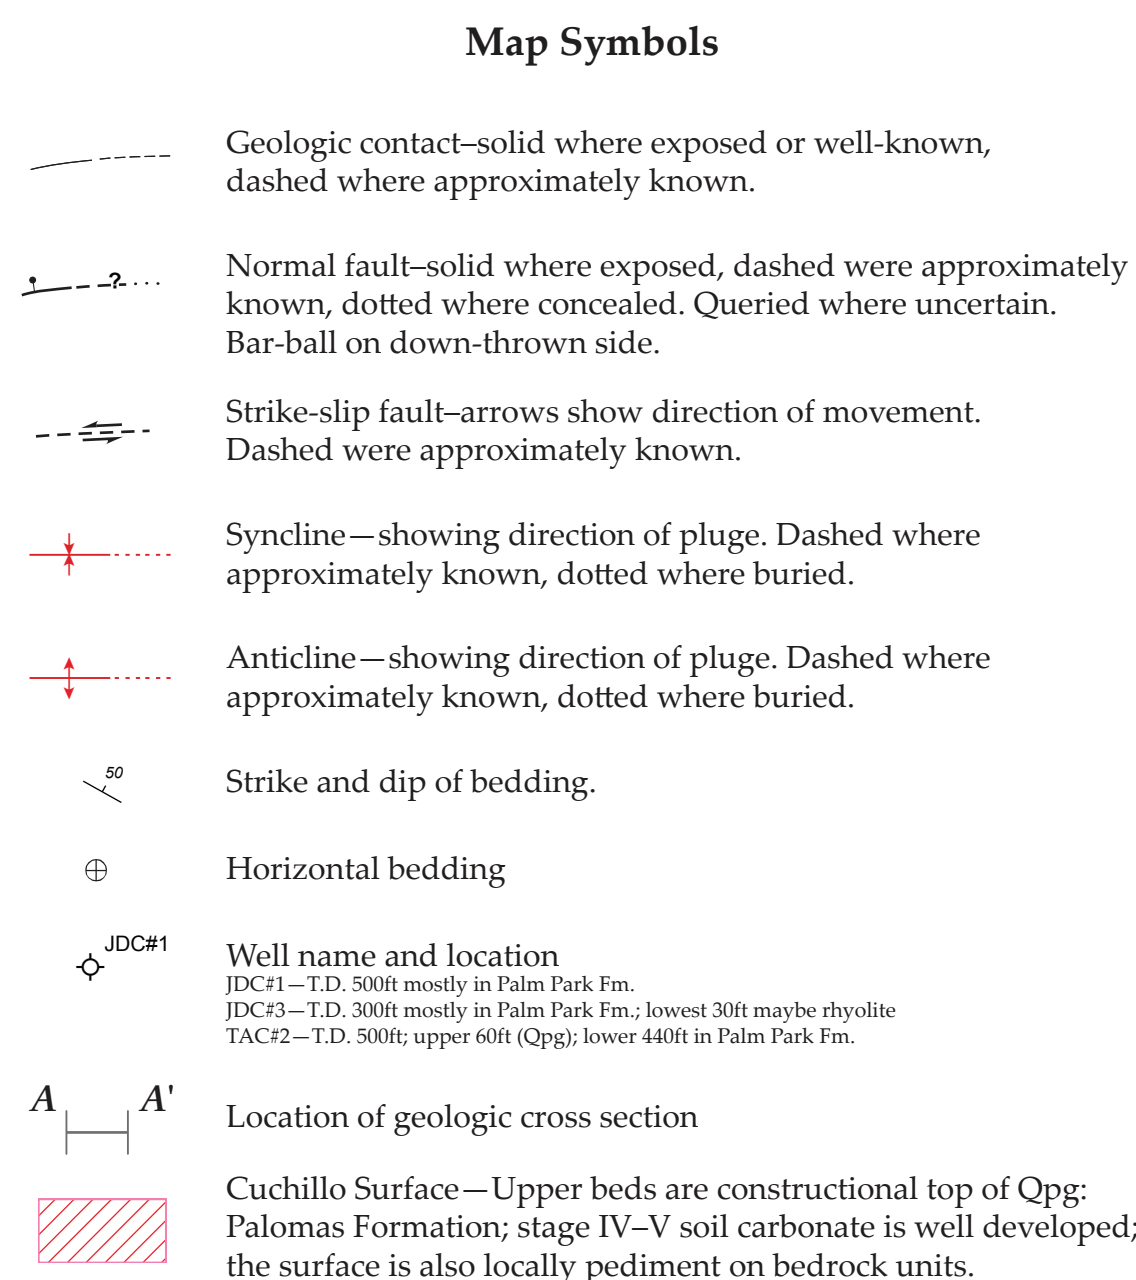 Map Symbols
Geologic contact–solid where exposed or well-known,
dashed where approximately known.
?
Normal fault–solid where exposed, dashed were approximately
known, dotted where concealed. Queried where uncertain.
Bar-ball on down-thrown side.
Strike-slip fault–arrows show direction of movement.
Dashed were approximately known.
Syncline—showing direction of pluge. Dashed where
approximately known, dotted where buried.
Anticline—showing direction of pluge. Dashed where
approximately known, dotted where buried.
50
Strike and dip of bedding.
Horizontal bedding
JDC#1
Well name and location
JDC#1—T.D. 500ft mostly in Palm Park Fm.
JDC#3—T.D. 300ft mostly in Palm Park Fm.; lowest 30ft maybe rhyolite
TAC#2—T.D. 500ft; upper 60ft (Qpg); lower 440ft in Palm Park Fm.
A A'
Location of geologic cross section
Cuchillo Surface—Upper beds are constructional top of Qpg:
Palomas Formation; stage IV–V soil carbonate is well developed;
the surface is also locally pediment on bedrock units.